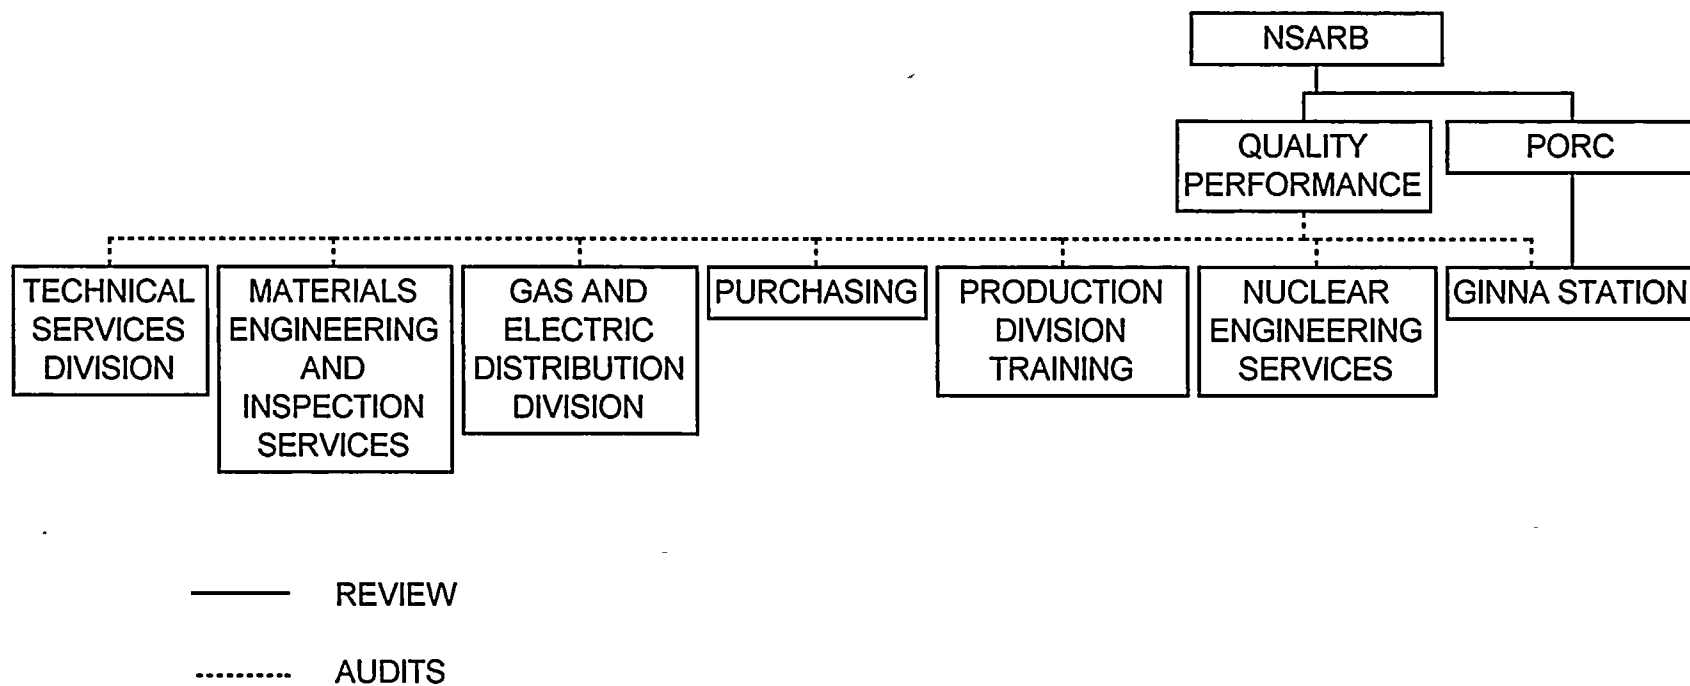 NSARB
QUALITY
PERFORMANCE
PORC
TECHNICAL
SERVICES
DIVISION
MATERIALS
ENGINEERING
AND
INSPECTION
SERVICES
GAS AND
ELECTRIC
DISTRIBUTION
DIVISION
PURCHASING
PRODUCTION
DIVISION
TRAINING
NUCLEAR
ENGINEERING
SERVICES
GINNA STATION
REVIEW
AUDITS